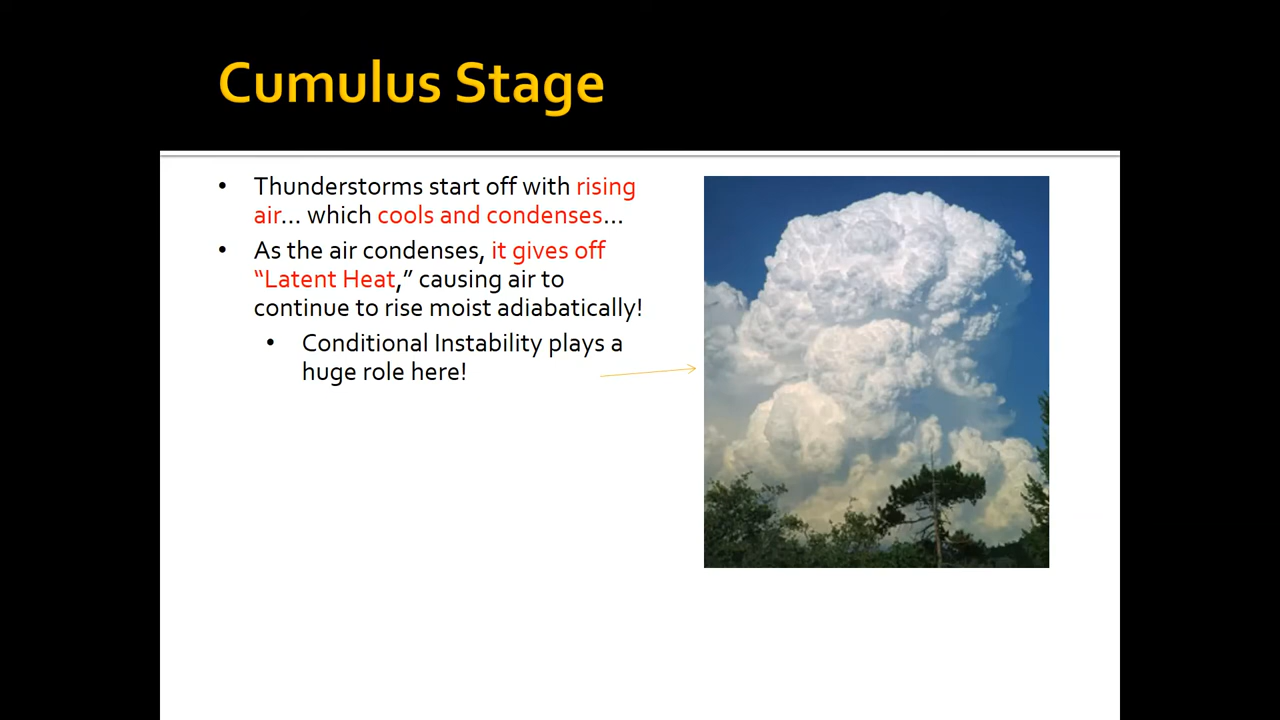 Cumulus Stage
• Thunderstorms start off with rising
air... which cools and condenses...
• As the air condenses, it gives off
“Latent Heat,” causing air to
continue to rise moist adiabatically!
• Conditional Instability plays a
huge role here!